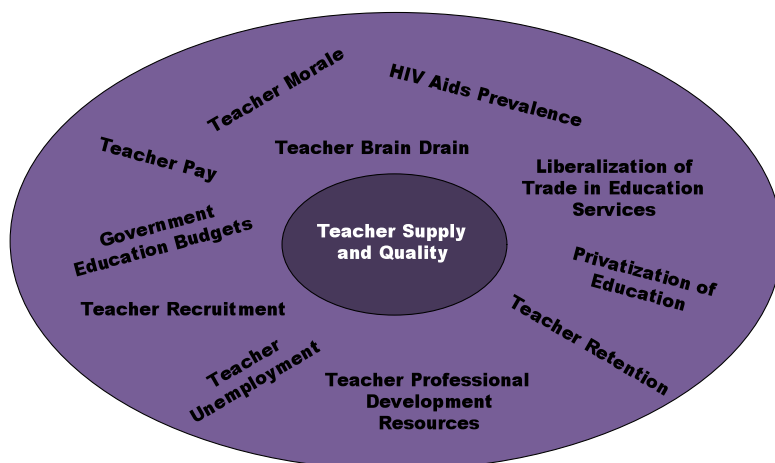 Teacher Morale
HIV Aids Prevalence
Teacher Pay
Teacher Brain Drain
Liberalization of
Trade in Education
Services
Government
Education Budgets
Teacher Supply
and Quality
Privatization of
Education
Teacher Recruitment
Teacher Retention
Teacher
Unemployment
Teacher Professional
Development
Resources